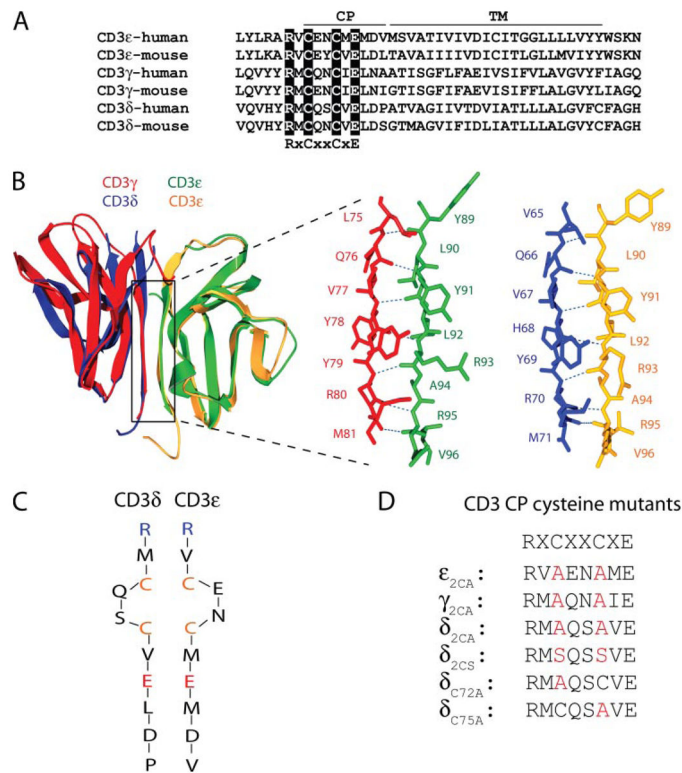 A
CP TM
CD3ε-human LYLRARVCENCMEMDVMSVATIVIVDICITGGLLLLVYYWSKN
CD3ε-mouse LYLKARVCEYCVEVDLTAVAIIIIVDICITLGLLMVIYYWSKN
CD3γ-human LQVYYRMCQNCIELNAATISGFLFAEIVSIFVLAVGVYFIAGQ
CD3γ-mouse LQVYYRMCENCIELNIGTISGFIFAEVISIFFLALGVYLIAGQ
CD3δ-human VQVHYRMCQSCVELDPATVAGIIVTDVIATLLLALGVFCFAGH
CD3δ-mouse VQVHYRMCQNCVELDSGTMAGVIFIDLIATLLLALGVYCFAGH
RxCxxCxE
B
CD3γ CD3ε
CD3δ CD3ε
L75
Q76
V77
Y78
Y79
R80
M81
Y89
L90
Y91
L92
R93
A94
R95
V96
V65
Q66
V67
H68
Y69
R70
M71
Y89
L90
Y91
L92
R93
A94
R95
V96
C
CD3δ CD3ε
R R
M V
C C
Q E
S N
C C
V M
E E
L M
D D
P V
D
CD3 CP cysteine mutants
RXCXXCXE
ε2CA: RVAENAME
γ2CA: RMAQNAIE
δ2CA: RMAQSAVE
δ2CS: RMSQSSVE
δC72A: RMAQSCVE
δC75A: RMCQSAVE